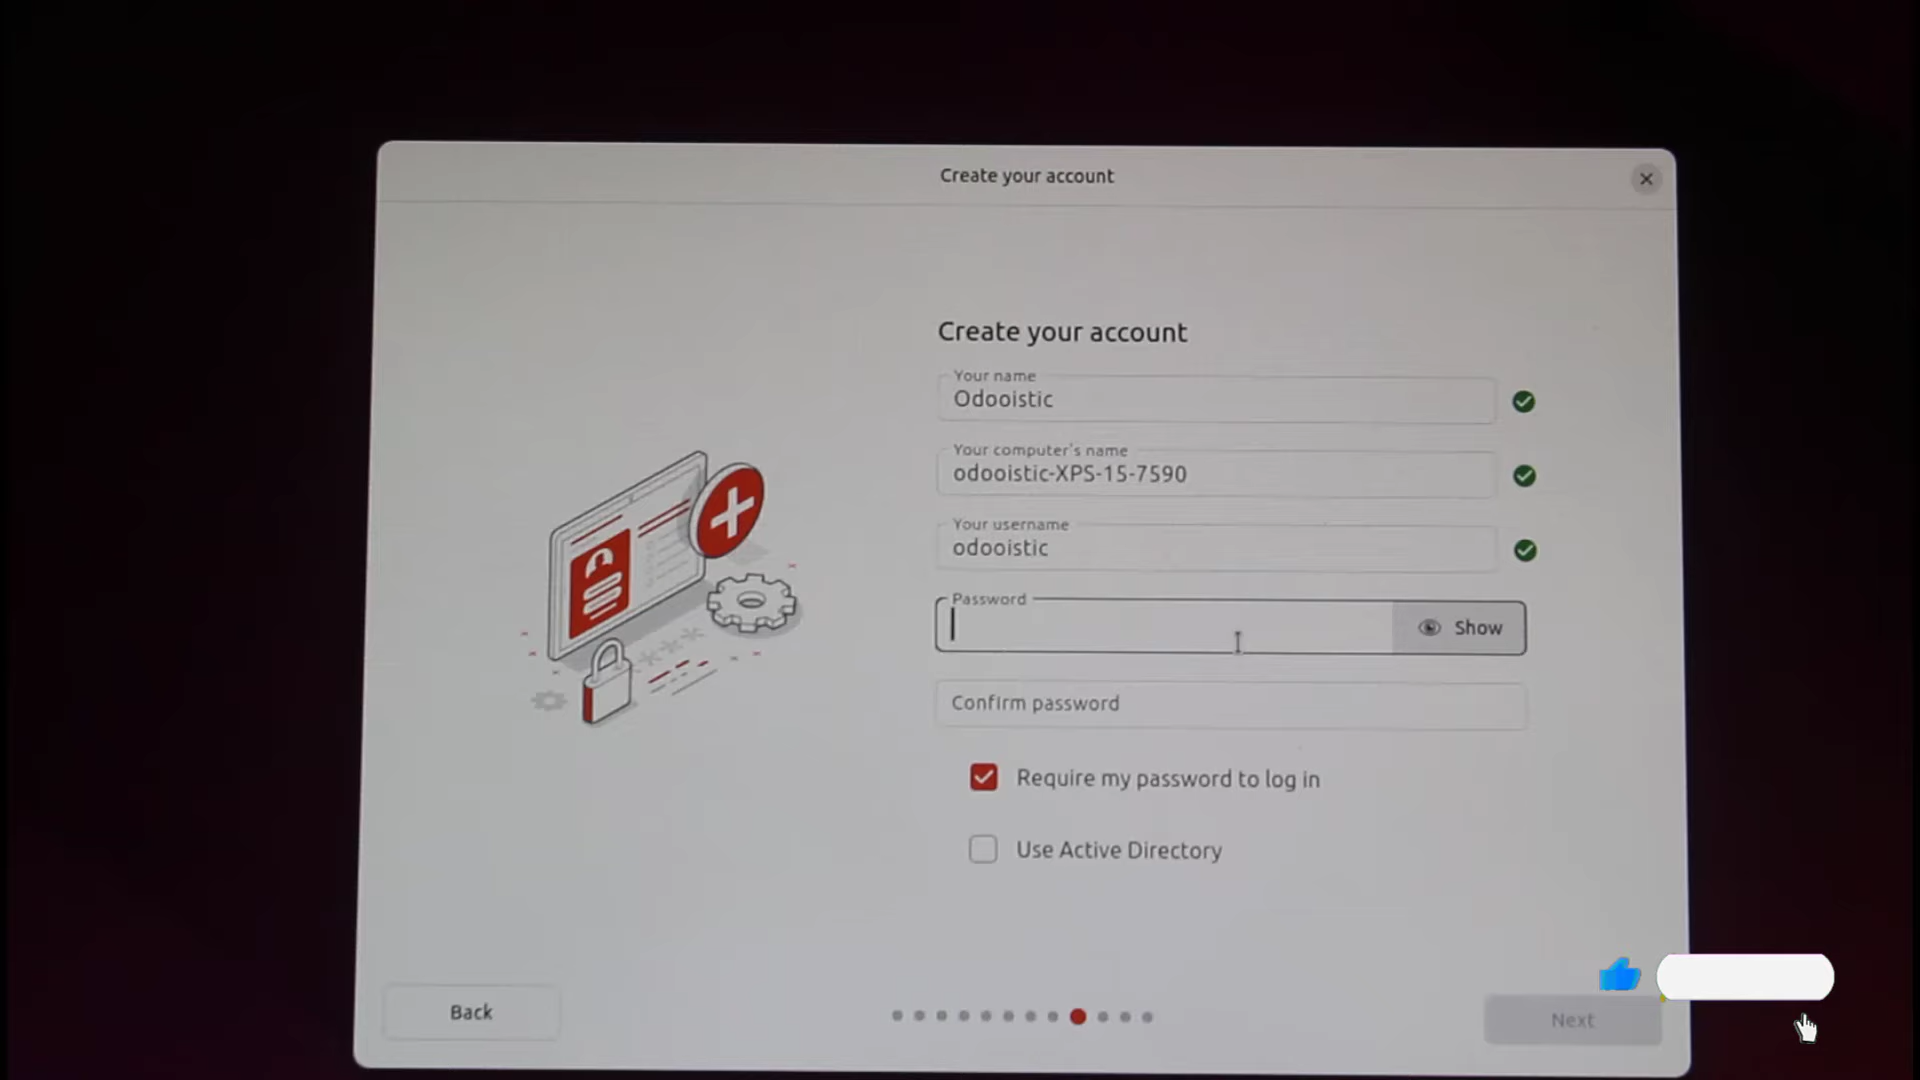 Create your account
Create your account
Your name
Odooistic
Your computer's name
odooistic-XPS-15-7590
Your username
odooistic
Password
Show
Confirm password
Require my password to log in
Use Active Directory
Back
Next